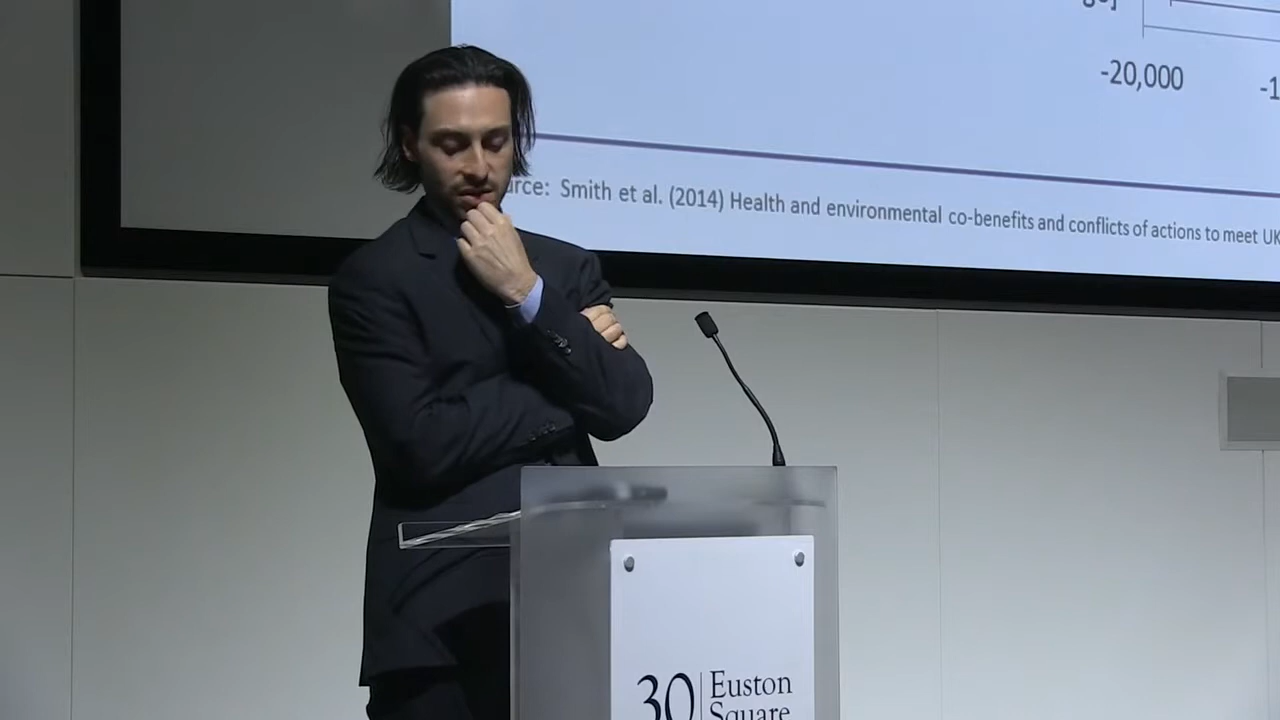 -20,000
Smith et al. (2014) Health and environmental co-benefits and conflicts of actions to meet UK
30 Euston
Square